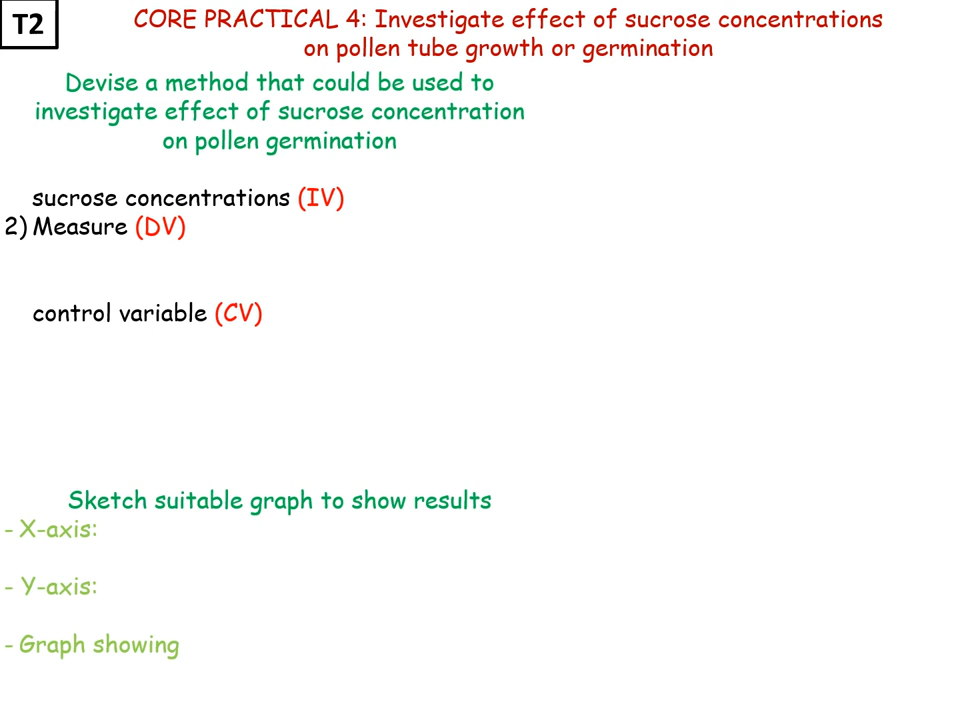 T2
CORE PRACTICAL 4: Investigate effect of sucrose concentrations
on pollen tube growth or germination
Devise a method that could be used to
investigate effect of sucrose concentration
on pollen germination
sucrose concentrations (IV)
2) Measure (DV)
control variable (CV)
Sketch suitable graph to show results
- X-axis:
- Y-axis:
- Graph showing